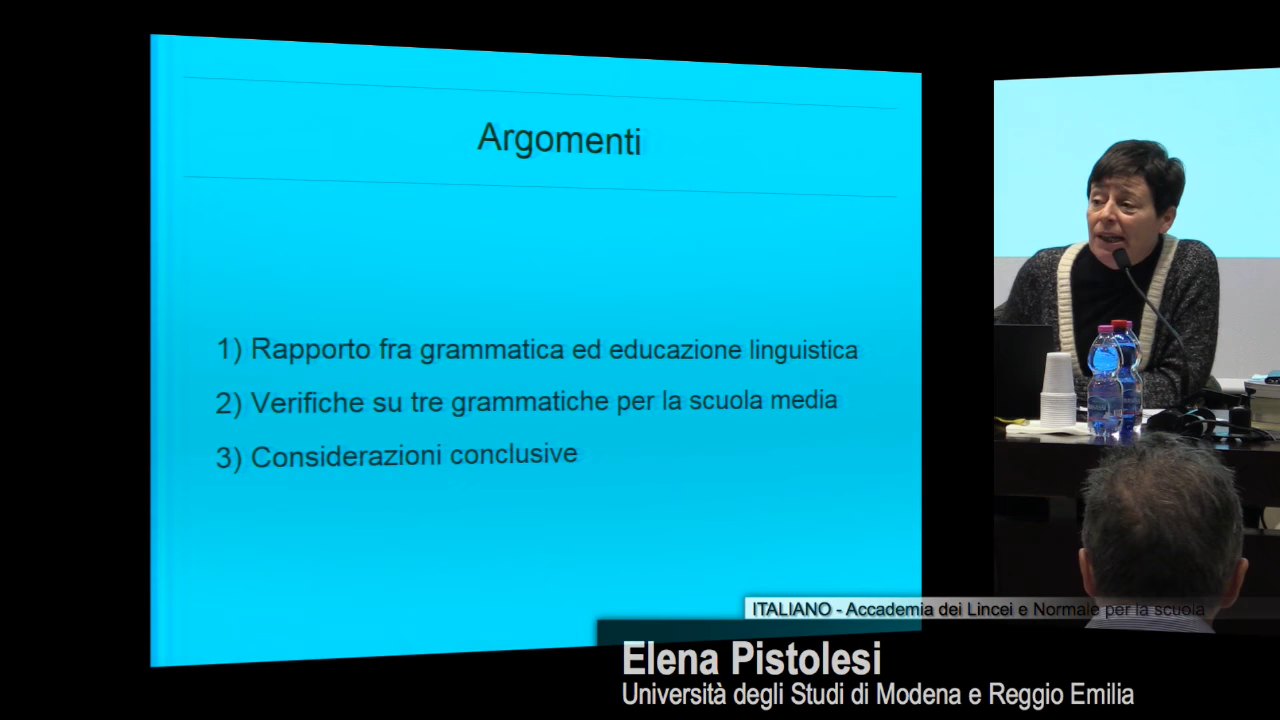 Argomenti
1) Rapporto fra grammatica ed educazione linguistica
2) Verifiche su tre grammatiche per la scuola media
3) Considerazioni conclusive
ITALIANO - Accademia dei Lincei e Normale per la scuola
Elena Pistolesi
Università degli Studi di Modena e Reggio Emilia